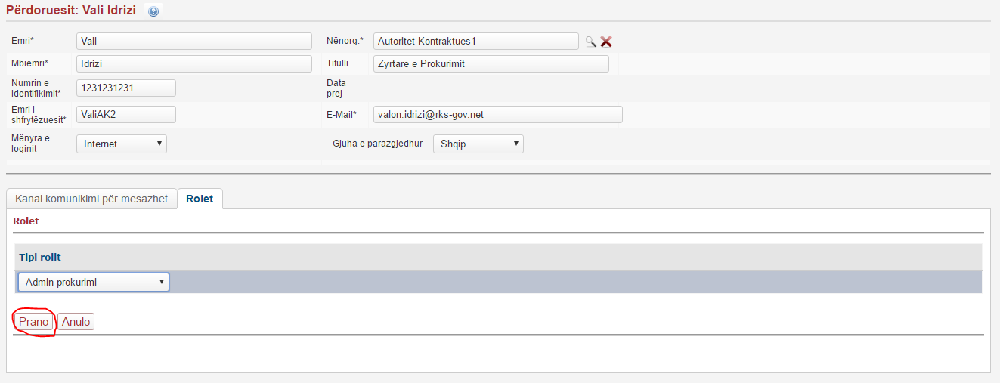 Përdoruesit: Vali Idrizi
Emri* Vali Nënorg.* Autoritet Kontraktues1
Mbiemri* Idrizi Titulli Zyrtare e Prokurimit
Numrin e identifikimit* 1231231231 Data prej
Emri i shfrytëzuesit* ValiAK2 E-Mail* valon.idrizi@rks-gov.net
Mënyra e loginit Internet Gjuha e parazgjedhur Shqip
Kanal komunikimi për mesazhet Rolet
Rolet
Tipi rolit
Admin prokurimi
Prano Anulo